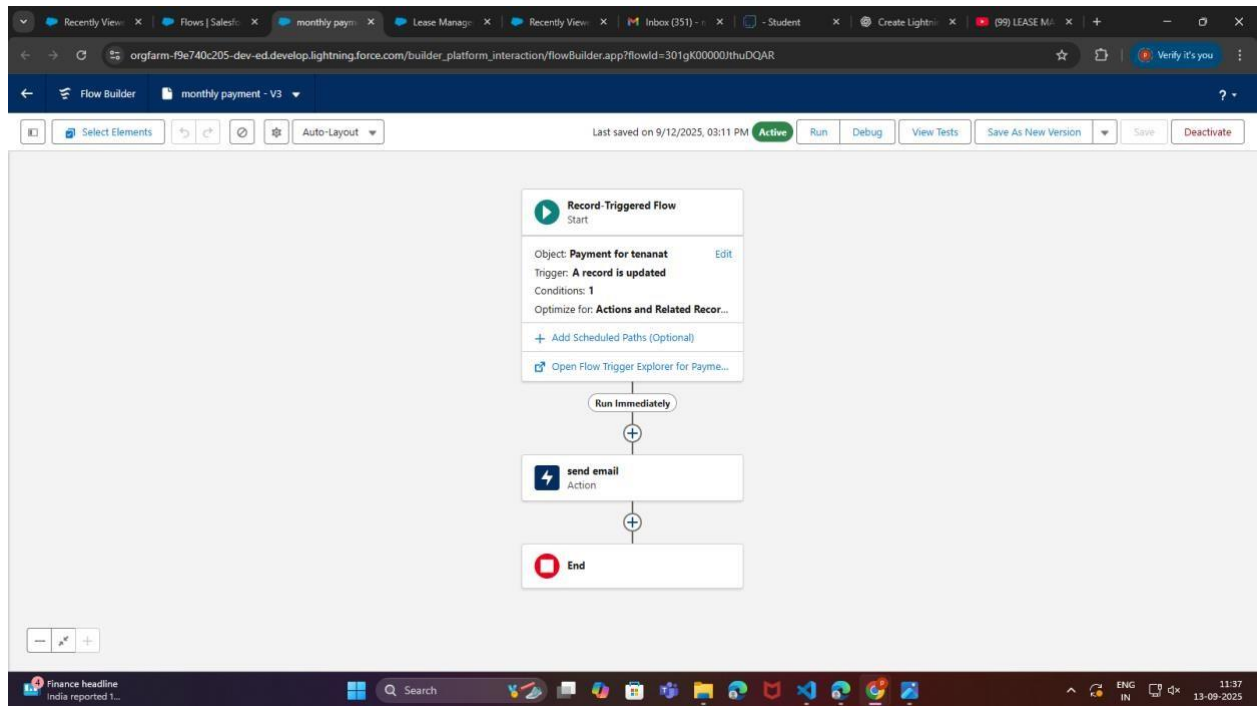 Recently View
Flows | Salesfo
monthly paym
Lease Manage
Recently View
Inbox (351) -
- Student
Create Lightni
(99) LEASE MA
orgfarm-f9e740c205-dev-ed.develop.lightning.force.com/builder_platform_interaction/flowBuilder.app?flowId=301gK00000JthuDQAR
Verify it's you
Flow Builder
monthly payment - V3
?
Select Elements
Auto-Layout
Last saved on 9/12/2025, 03:11 PM
Active
Run
Debug
View Tests
Save As New Version
Save
Deactivate
Record-Triggered Flow
Start
Object: Payment for tenanat
Edit
Trigger: A record is updated
Conditions: 1
Optimize for: Actions and Related Recor...
+ Add Scheduled Paths (Optional)
Open Flow Trigger Explorer for Payme...
Run Immediately
send email
Action
End
4
Finance headline
India reported 1...
Search
ENG
IN
11:37
13-09-2025